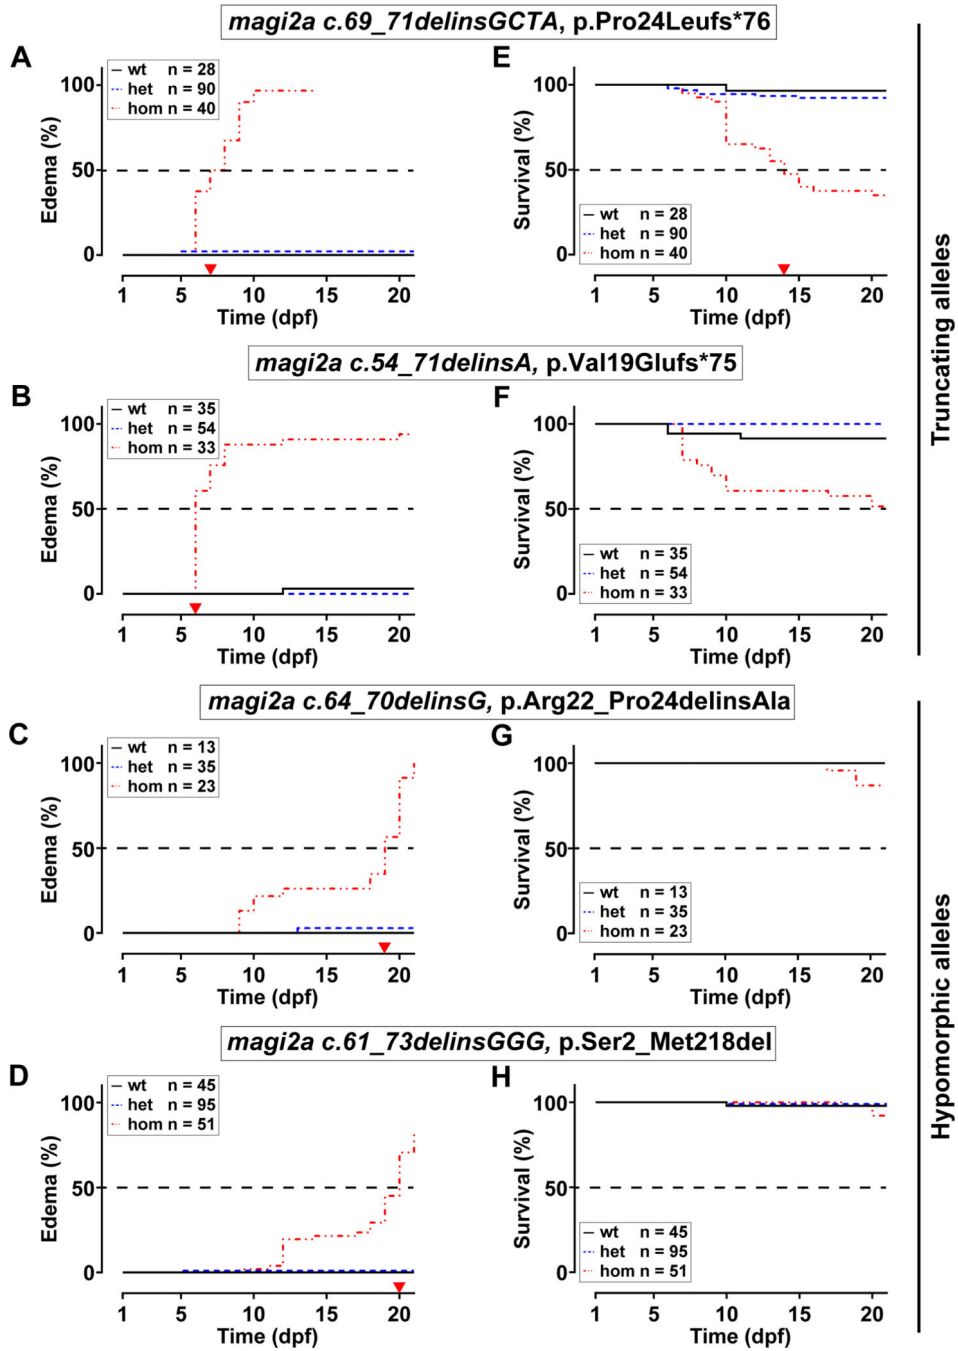 magi2a c.69_71delinsGCTA, p.Pro24Leufs*76
A
wt n = 28
het n = 90
hom n = 40
Edema (%)
100
50
0
1 5 10 15 20
Time (dpf)
E
wt n = 28
het n = 90
hom n = 40
Survival (%)
100
50
0
1 5 10 15 20
Time (dpf)
magi2a c.54_71delinsA, p.Val19Glufs*75
B
wt n = 35
het n = 54
hom n = 33
Edema (%)
100
50
0
1 5 10 15 20
Time (dpf)
F
wt n = 35
het n = 54
hom n = 33
Survival (%)
100
50
0
1 5 10 15 20
Time (dpf)
Truncating alleles
magi2a c.64_70delinsG, p.Arg22_Pro24delinsAla
C
wt n = 13
het n = 35
hom n = 23
Edema (%)
100
50
0
1 5 10 15 20
Time (dpf)
G
wt n = 13
het n = 35
hom n = 23
Survival (%)
100
50
0
1 5 10 15 20
Time (dpf)
magi2a c.61_73delinsGGG, p.Ser2_Met218del
D
wt n = 45
het n = 95
hom n = 51
Edema (%)
100
50
0
1 5 10 15 20
Time (dpf)
H
wt n = 45
het n = 95
hom n = 51
Survival (%)
100
50
0
1 5 10 15 20
Time (dpf)
Hypomorphic alleles